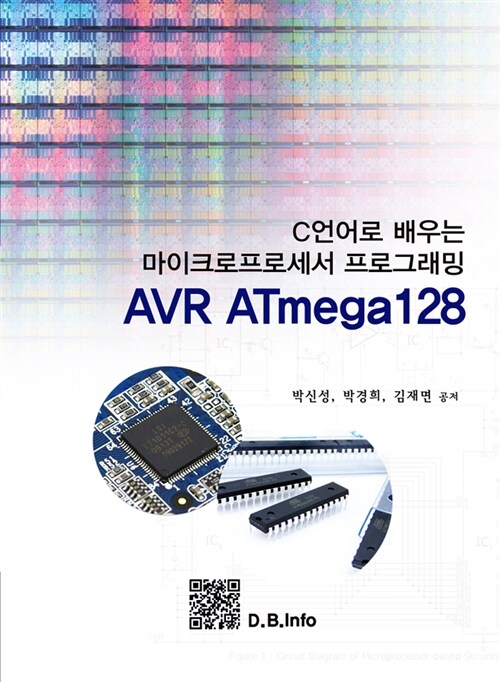 C언어로 배우는
마이크로프로세서 프로그래밍
AVR ATmega128
박신성, 박경희, 김재면 공저
D.B.Info